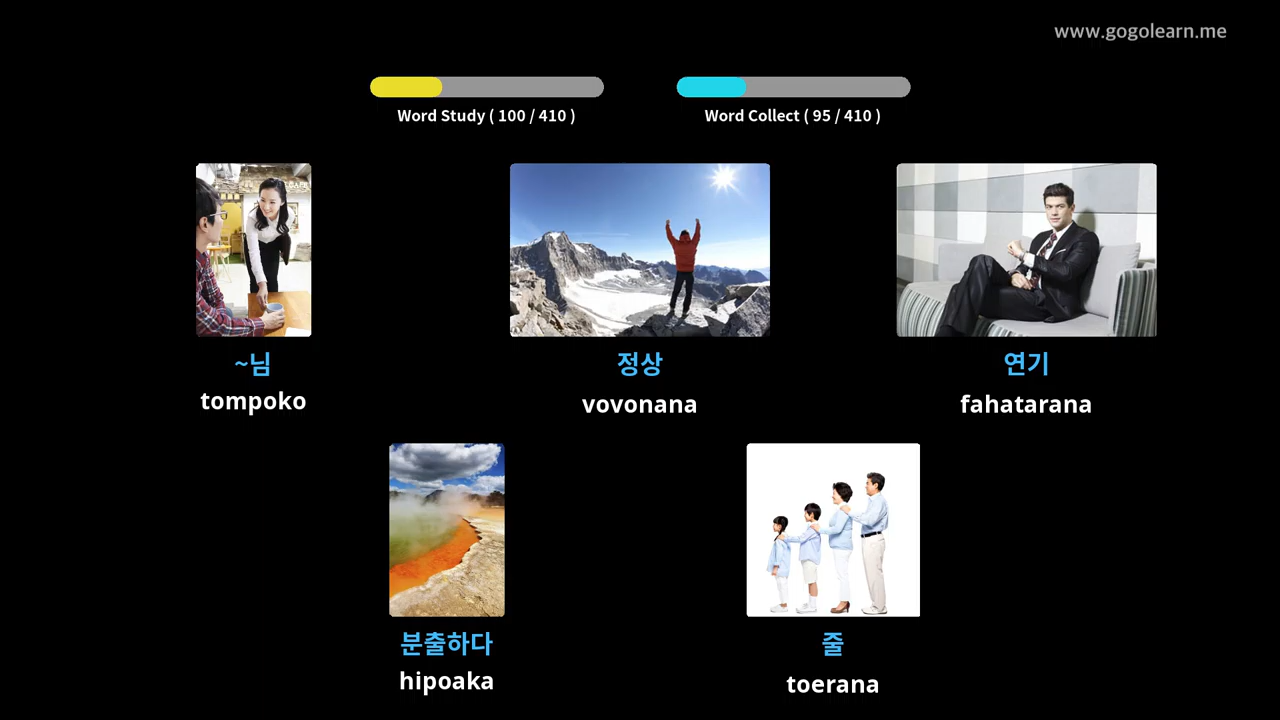 www.gogolearn.me
Word Study ( 100 / 410 )
Word Collect ( 95 / 410 )
~님
tompoko
정상
vovonana
연기
fahatarana
분출하다
hipoaka
줄
toerana